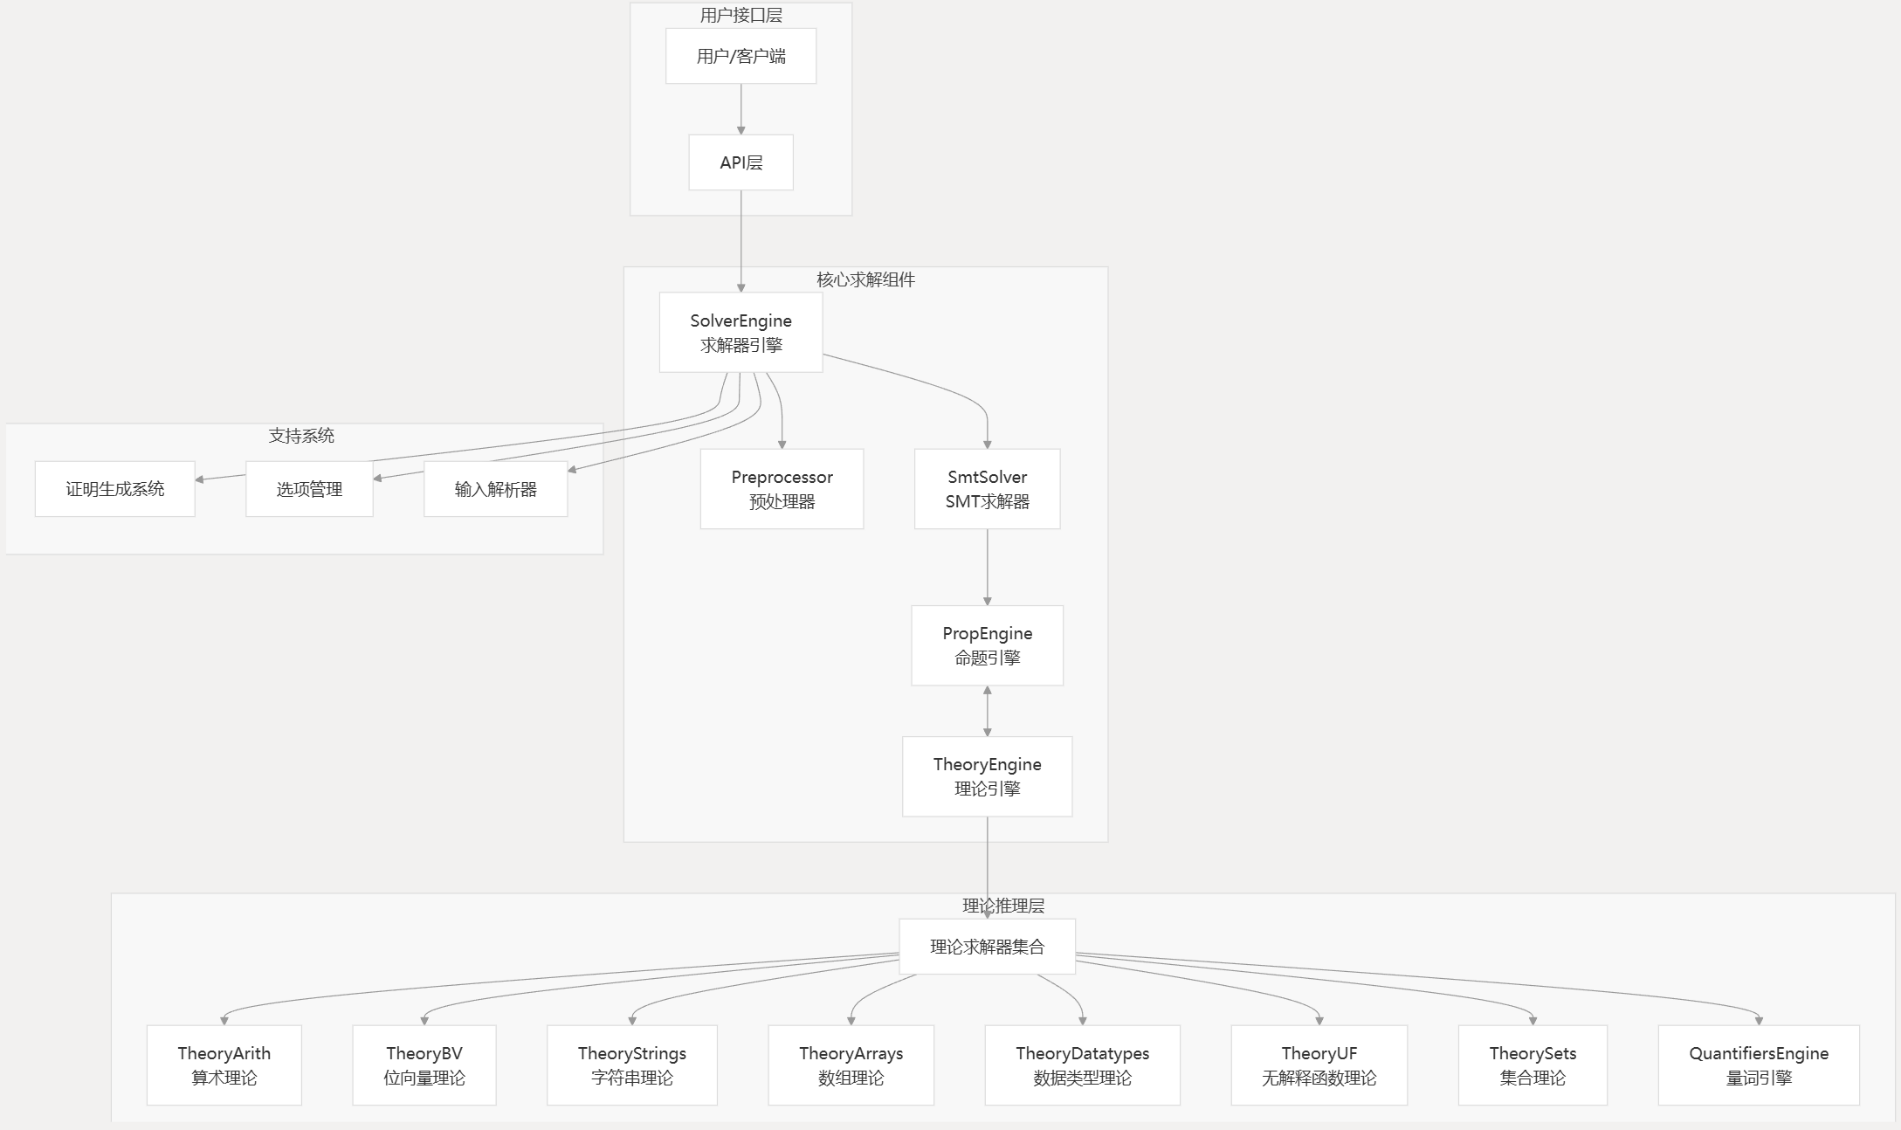 用户接口层
用户/客户端
API层
核心求解组件
SolverEngine
求解器引擎
支持系统
证明生成系统
选项管理
输入解析器
Preprocessor
预处理器
SmtSolver
SMT求解器
PropEngine
命题引擎
TheoryEngine
理论引擎
理论推理层
理论求解器集合
TheoryArith
算术理论
TheoryBV
位向量理论
TheoryStrings
字符串理论
TheoryArrays
数组理论
TheoryDatatypes
数据类型理论
TheoryUF
无解释函数理论
TheorySets
集合理论
QuantifiersEngine
量词引擎